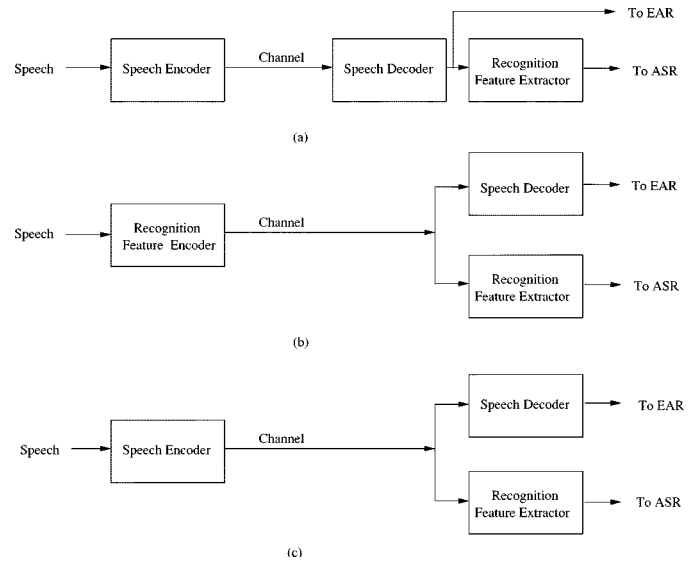 To EAR
Speech
Speech Encoder
Channel
Speech Decoder
Recognition
Feature Extractor
To ASR
(a)
Speech Decoder
To EAR
Speech
Recognition
Feature Encoder
Channel
Recognition
Feature Extractor
To ASR
(b)
Speech Decoder
To EAR
Speech
Speech Encoder
Channel
Recognition
Feature Extractor
To ASR
(c)